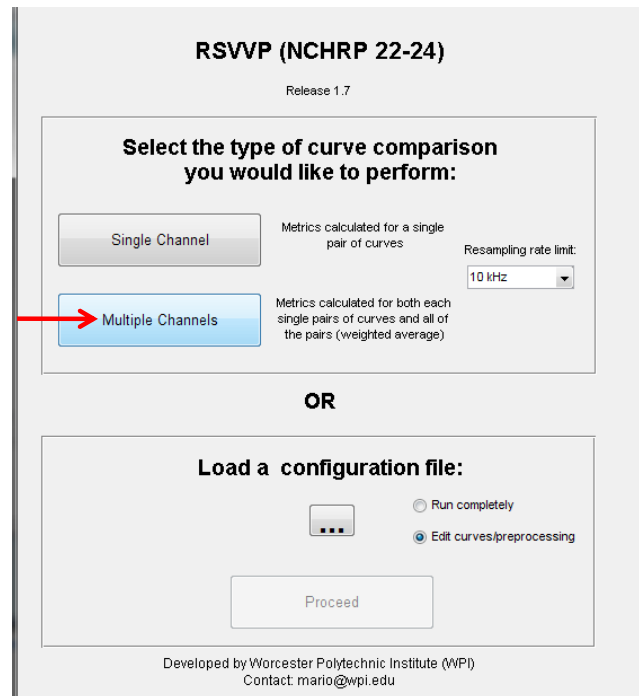 RSVVP (NCHRP 22-24)
Release 1.7
Select the type of curve comparison
you would like to perform:
Single Channel
Metrics calculated for a single
pair of curves
Resampling rate limit:
10 kHz
Multiple Channels
Metrics calculated for both each
single pairs of curves and all of
the pairs (weighted average)
OR
Load a configuration file:
...
Run completely
Edit curves/preprocessing
Proceed
Developed by Worcester Polytechnic Institute (WPI)
Contact: mario@wpi.edu